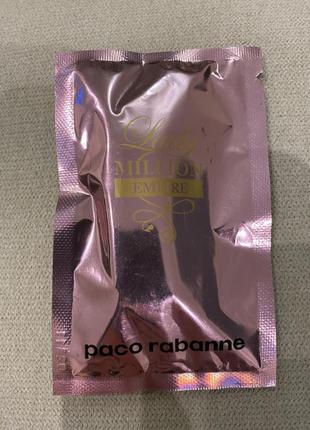 Lady
MILLION
EMPIRE
paco rabanne